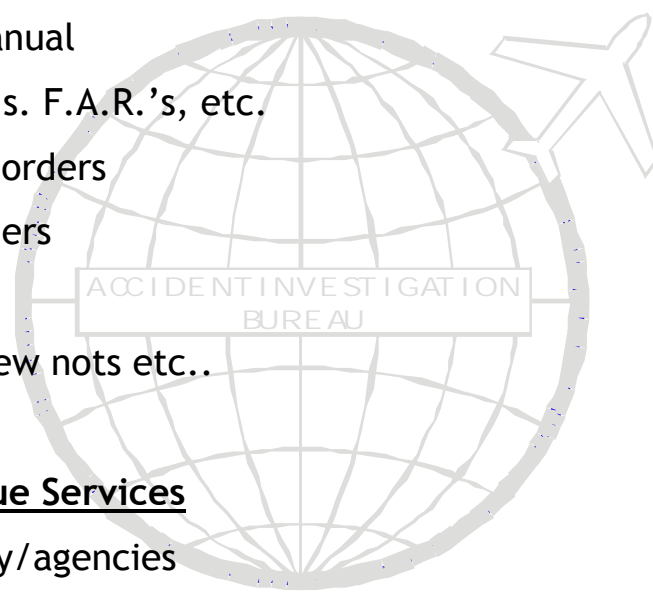 anual
s. F.A.R.'s, etc.
orders
ers
ACCIDENT INVESTIGATION
BUREAU
ew nots etc..
ue Services
y/agencies